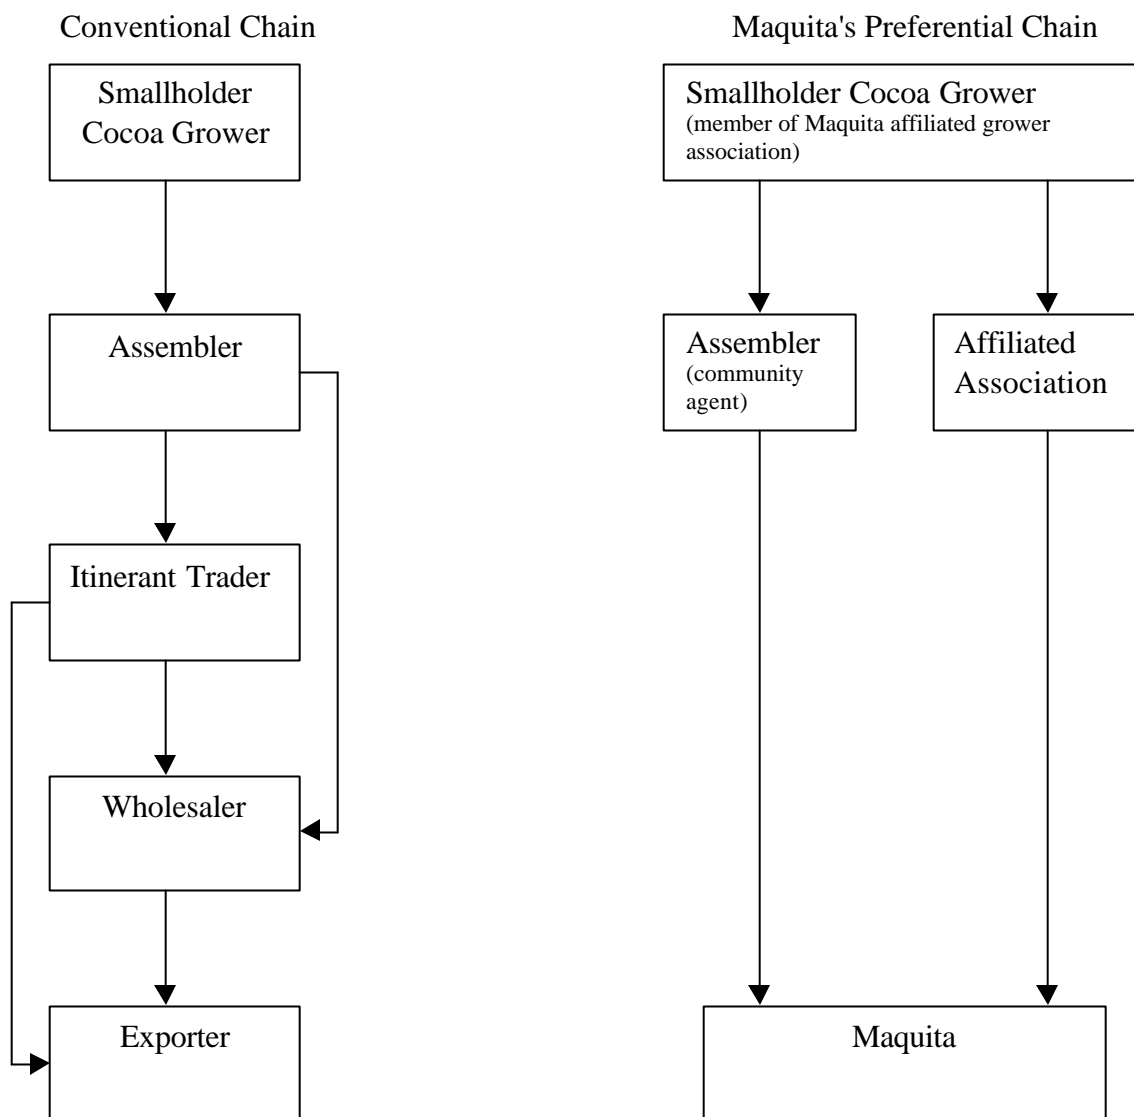 Conventional Chain
Smallholder
Cocoa Grower
Assembler
Itinerant Trader
Wholesaler
Exporter
Maquita's Preferential Chain
Smallholder Cocoa Grower
(member of Maquita affiliated grower
association)
Assembler
(community
agent)
Affiliated
Association
Maquita